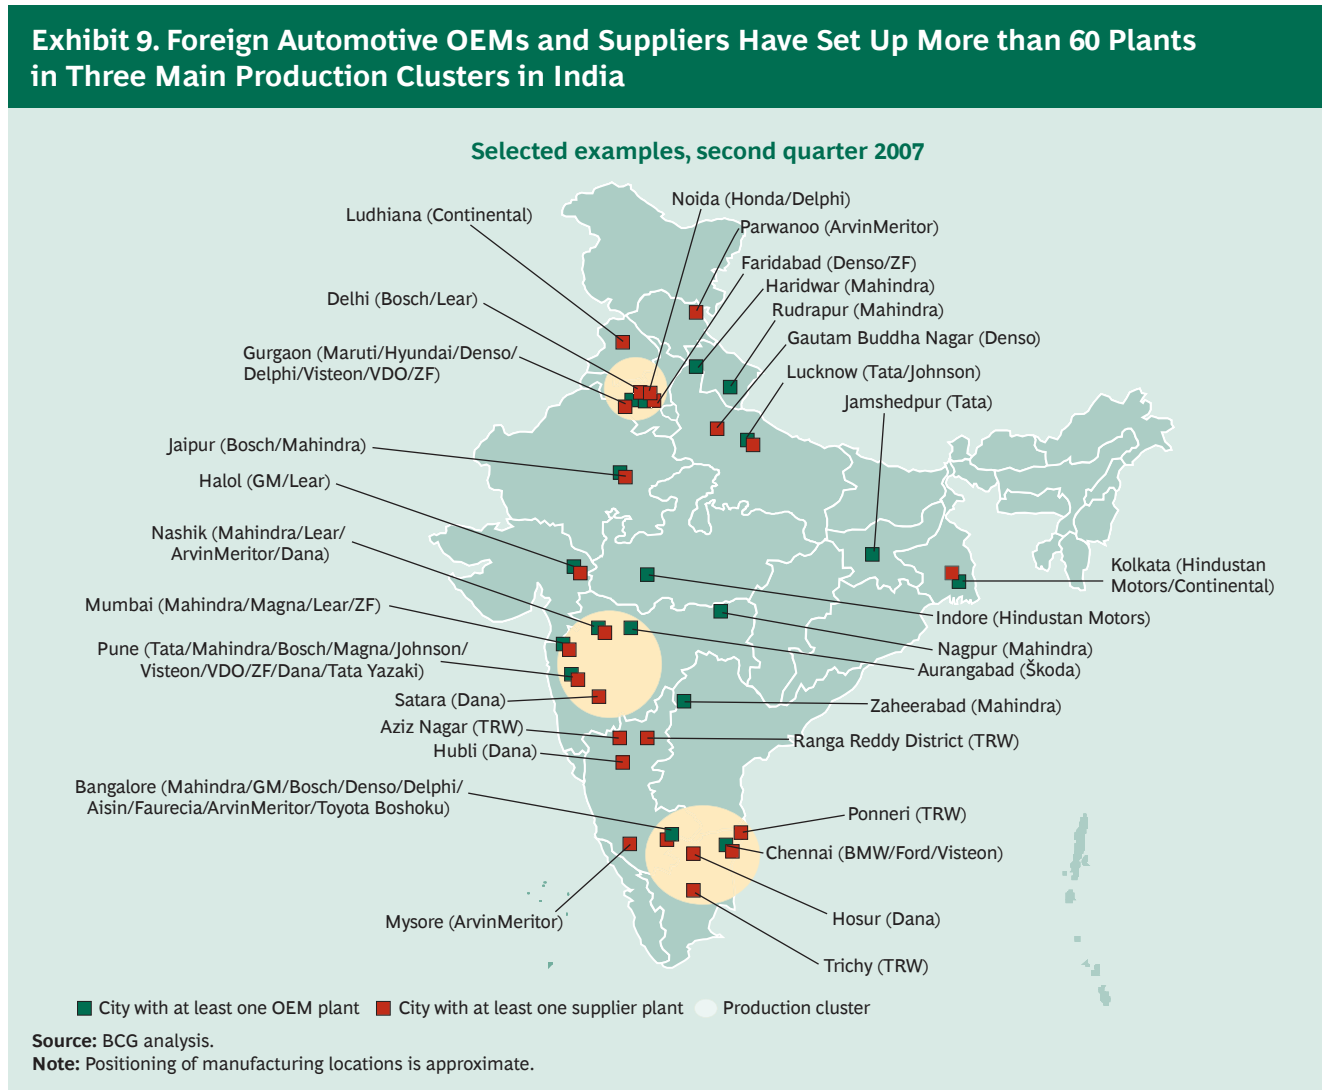 Exhibit 9. Foreign Automotive OEMs and Suppliers Have Set Up More than 60 Plants
in Three Main Production Clusters in India
Selected examples, second quarter 2007
Noida (Honda/Delphi)
Ludhiana (Continental)
Parwanoo (ArvinMeritor)
Faridabad (Denso/ZF)
Haridwar (Mahindra)
Delhi (Bosch/Lear)
Rudrapur (Mahindra)
Gautam Buddha Nagar (Denso)
Gurgaon (Maruti/Hyundai/Denso/
Delphi/Visteon/VDO/ZF)
Lucknow (Tata/Johnson)
Jamshedpur (Tata)
Jaipur (Bosch/Mahindra)
Halol (GM/Lear)
Nashik (Mahindra/Lear/
ArvinMeritor/Dana)
Kolkata (Hindustan
Motors/Continental)
Mumbai (Mahindra/Magna/Lear/ZF)
Indore (Hindustan Motors)
Pune (Tata/Mahindra/Bosch/Magna/Johnson/
Visteon/VDO/ZF/Dana/Tata Yazaki)
Nagpur (Mahindra)
Aurangabad (Škoda)
Satara (Dana)
Zaheerabad (Mahindra)
Aziz Nagar (TRW)
Ranga Reddy District (TRW)
Hubli (Dana)
Bangalore (Mahindra/GM/Bosch/Denso/Delphi/
Aisin/Faurecia/ArvinMeritor/Toyota Boshoku)
Ponneri (TRW)
Chennai (BMW/Ford/Visteon)
Mysore (ArvinMeritor)
Hosur (Dana)
Trichy (TRW)
City with at least one OEM plant
City with at least one supplier plant
Production cluster
Source: BCG analysis.
Note: Positioning of manufacturing locations is approximate.